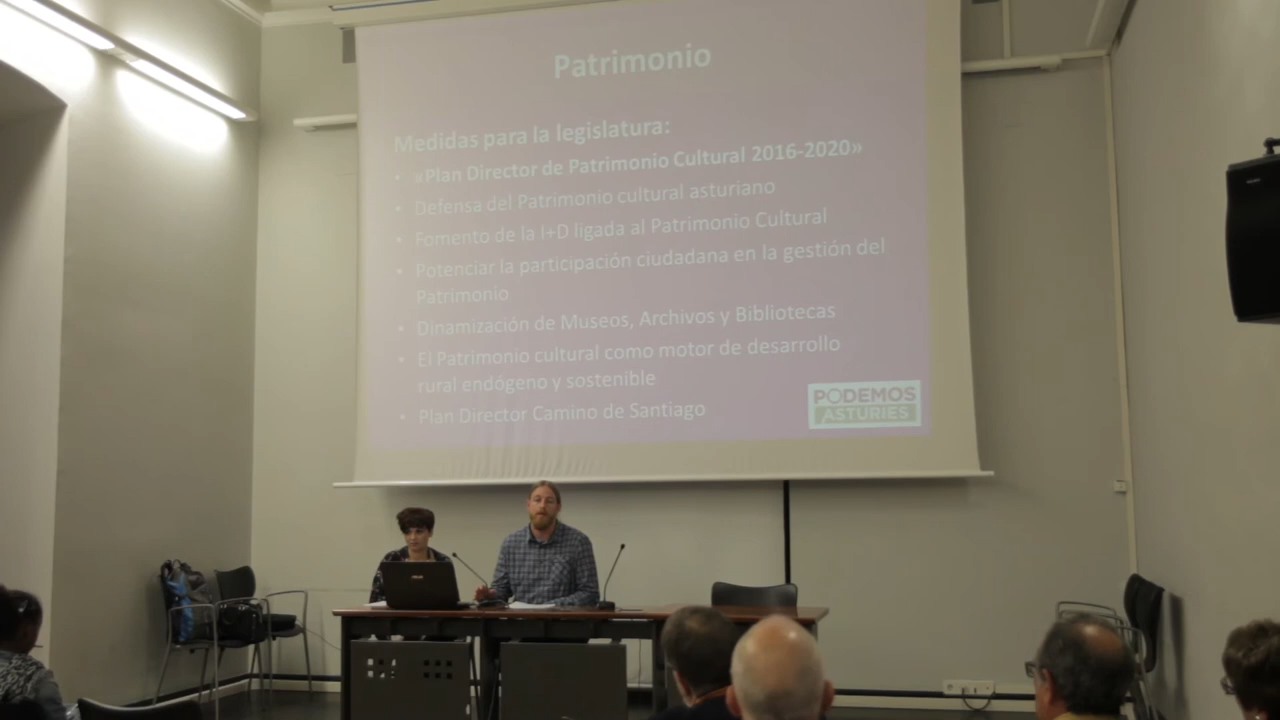 Patrimonio
Medidas para la legislatura:
• «Plan Director de Patrimonio Cultural 2016-2020»
• Defensa del Patrimonio cultural asturiano
• Fomento de la I+D ligada al Patrimonio Cultural
• Potenciar la participación ciudadana en la gestión del
Patrimonio
• Dinamización de Museos, Archivos y Bibliotecas
• El Patrimonio cultural como motor de desarrollo
rural endógeno y sostenible
• Plan Director Camino de Santiago
PODEMOS
ASTURIES